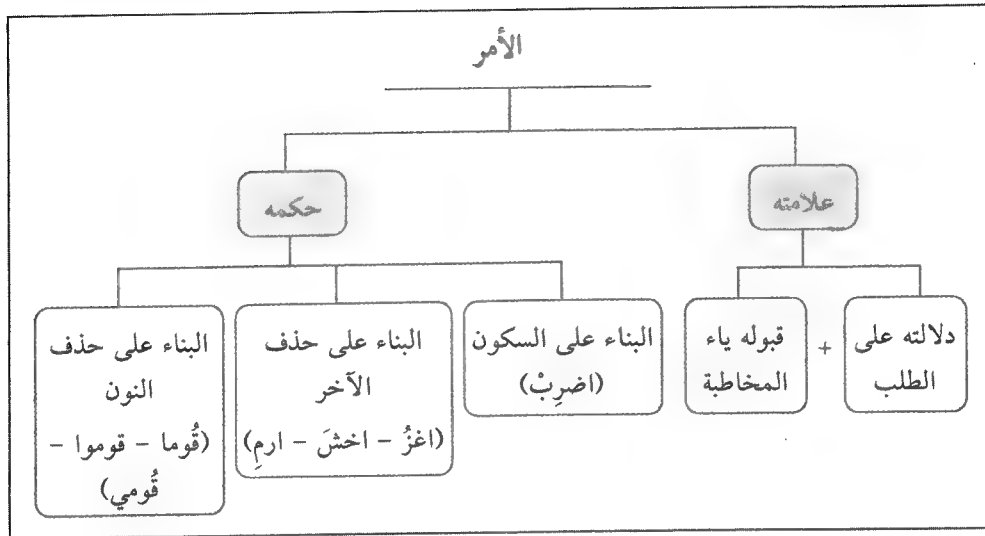 الأمر
علامته
حكمه
دلالته على
الطلب
+
قبوله ياء
المخاطبة
البناء على السكون
(اضرِبْ)
البناء على حذف
الآخر
(اغزُ - اخشَ - ارمِ)
البناء على حذف
النون
(قُوما - قوموا -
قُومي)